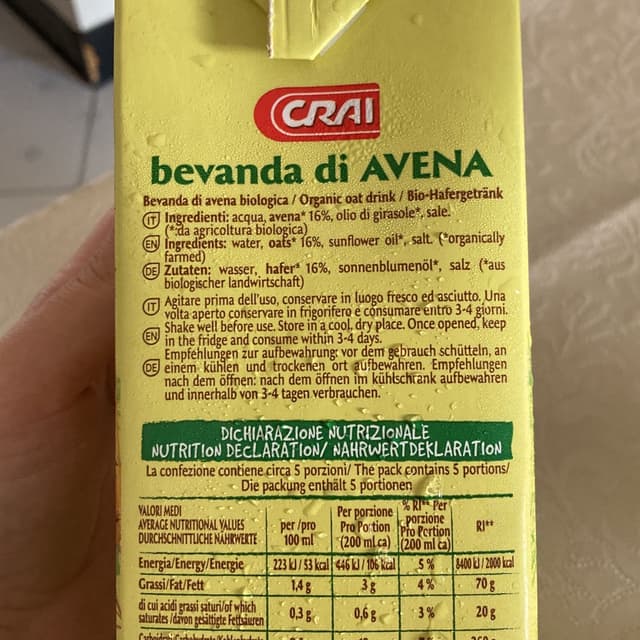 CRAI
bevanda di AVENA
Bevanda di avena biologica / Organic oat drink / Bio-Hafergetränk
IT Ingredienti: acqua, avena* 16%, olio di girasole*, sale.
(*:da agricoltura biologica)
EN Ingredients: water, oats* 16%, sunflower oil*, salt. (*organically
farmed)
DE Zutaten: wasser, hafer* 16%, sonnenblumenöl*, salz (*aus
biologischer landwirtschaft)
IT Agitare prima dell'uso, conservare in luogo fresco ed asciutto. Una
volta aperto conservare in frigorifero e consumare entro 3-4 giorni.
EN Shake well before use. Store in a cool, dry place. Once opened, keep
in the fridge and consume within 3-4 days.
Empfehlungen zur aufbewahrung: vor dem gebrauch schütteln, an
DE einem kühlen und trockenen ort aufbewahren. Empfehlungen
nach dem öffnen: nach dem öffnen im kühlschrank aufbewahren
und innerhalb von 3-4 tagen verbrauchen.
DICHIARAZIONE NUTRIZIONALE
NUTRITION DECLARATION/ NAHRWERTDEKLARATION
La confezione contiene circa 5 porzioni/ The pack contains 5 portions/
Die packung enthält 5 portionen
VALORI MEDI
AVERAGE NUTRITIONAL VALUES
DURCHSCHNITTLICHE NÄHRWERTE
per/pro
100 ml
Per porzione
Pro Portion
(200 ml ca)
% RI** Per
porzione
Pro Portion
(200 ml ca)
RI**
Energia/Energy/Energie 223 kJ / 53 kcal 446 kJ / 106 kcal 5 % 8400 kJ / 2000 kcal
Grassi/Fat/Fett 1,4 g 3 g 4 % 70 g
di cui acidi grassi saturi/of which
saturates /davon gesättigte Fettsäuren 0,3 g 0,6 g 3 % 20 g